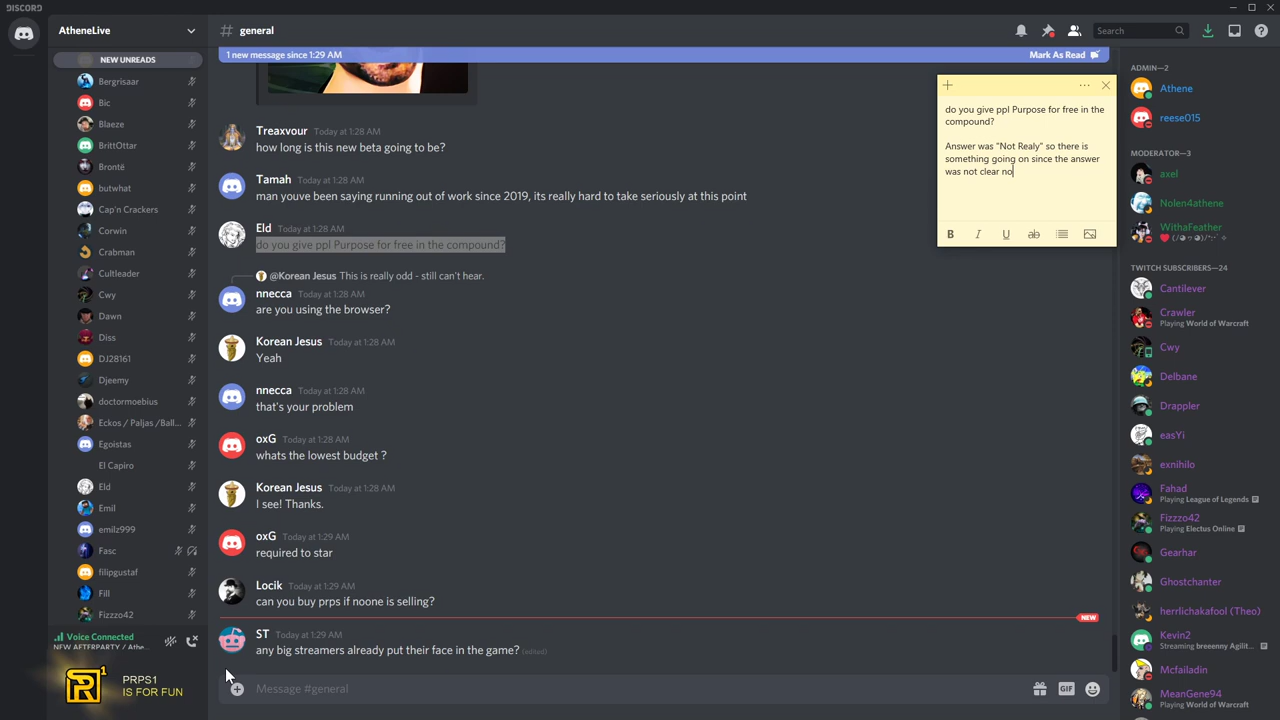 DISCORD
AtheneLive
general
Search
NEW UNREADS
Bergrisaar
Bic
Blaeze
BrittOttar
Brontë
butwhat
Cap'n Crackers
Corwin
Crabman
Cultleader
Cwy
Dawn
Diss
DJ28161
Djeemy
doctormoebius
Eckos / Paljas /Ball...
Egoistas
El Capiro
Eld
Emil
emilz999
Fasc
filipgustaf
Fill
Fizzzo42
Voice Connected
NEW AFTERPARTY / Athe...
PRPS1
IS FOR FUN
1 new message since 1:29 AM
Mark As Read
Treaxvour Today at 1:28 AM
how long is this new beta going to be?
Tamah Today at 1:28 AM
man youve been saying running out of work since 2019, its really hard to take seriously at this point
Eld Today at 1:28 AM
do you give ppl Purpose for free in the compound?
@Korean Jesus This is really odd - still can't hear.
nnecca Today at 1:28 AM
are you using the browser?
Korean Jesus Today at 1:28 AM
Yeah
nnecca Today at 1:28 AM
that's your problem
oxG Today at 1:28 AM
whats the lowest budget ?
Korean Jesus Today at 1:28 AM
I see! Thanks.
oxG Today at 1:29 AM
required to star
Locik Today at 1:29 AM
can you buy prps if noone is selling?
NEW
ST Today at 1:29 AM
any big streamers already put their face in the game? (edited)
Message #general
GIF
do you give ppl Purpose for free in the
compound?
Answer was "Not Realy" so there is
something going on since the answer
was not clear no
B I U ab
ADMIN—2
Athene
reese015
MODERATOR—3
axel
Nolen4athene
WithaFeather
TWITCH SUBSCRIBERS—24
Cantilever
Crawler
Playing World of Warcraft
Cwy
Delbane
Drappler
easYi
exnihilo
Fahad
Playing League of Legends
Fizzzo42
Playing Electus Online
Gearhar
Ghostchanter
herrlichakafool (Theo)
Kevin2
Streaming breeenny Agilit...
Mcfailadin
MeanGene94
Playing World of Warcraft